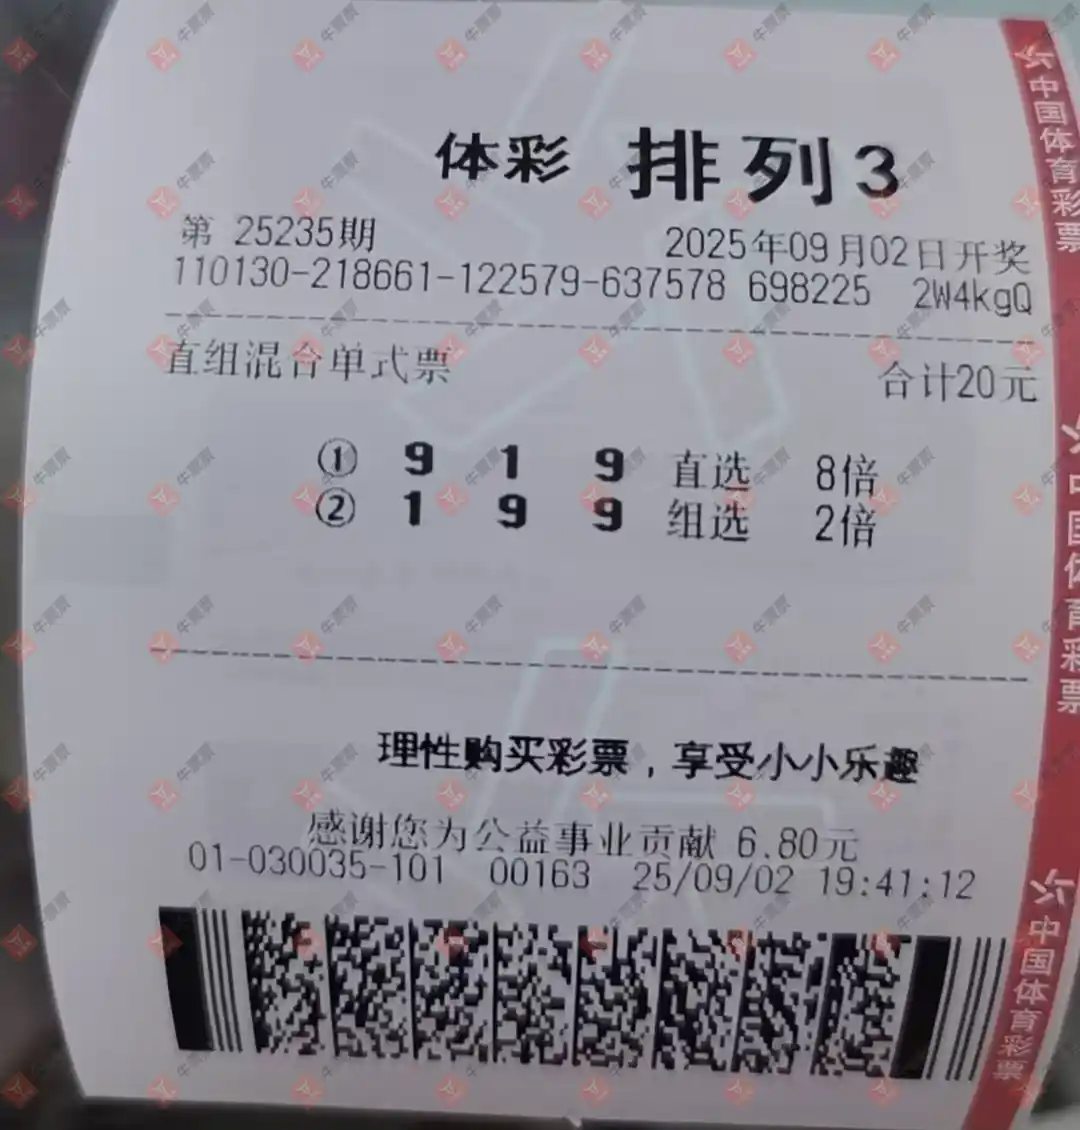 体彩 排列3
第 25235期 2025年09月02日开奖
110130-218661-122579-637578 698225 2W4kgQ
直组混合单式票 合计20元
① 9 1 9 直选 8倍
② 1 9 9 组选 2倍
理性购买彩票，享受小小乐趣
感谢您为公益事业贡献 6.80元
01-030035-101 00163 25/09/02 19:41:12
中国体育彩票
中国体育彩票
中国体育彩票
牛票票